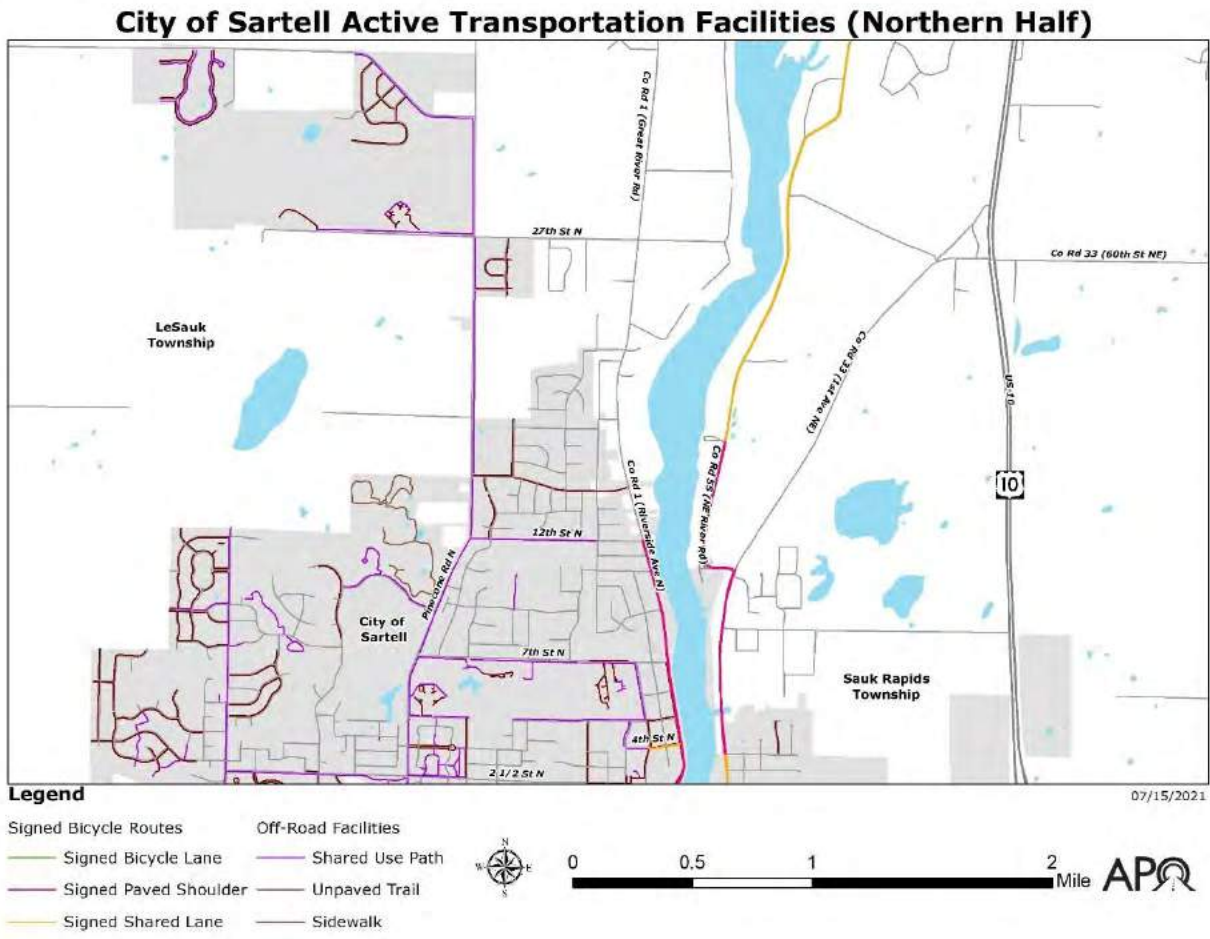 City of Sartell Active Transportation Facilities (Northern Half)
Co Rd 1 (Great River Rd)
27th St N
Co Rd 33 (60th St NE)
LeSauk
Township
Co Rd 33 (1st Ave NE)
US-10
10
Co Rd 1 (Riverside Ave N)
Co Rd 55 (NE River Rd)
12th St N
Pinecone Rd N
City of
Sartell
7th St N
Sauk Rapids
Township
4th St N
2 1/2 St N
Legend
07/15/2021
Signed Bicycle Routes
Off-Road Facilities
Signed Bicycle Lane
Shared Use Path
Signed Paved Shoulder
Unpaved Trail
Signed Shared Lane
Sidewalk
N
W
E
S
0 0.5 1 2
Mile
APO